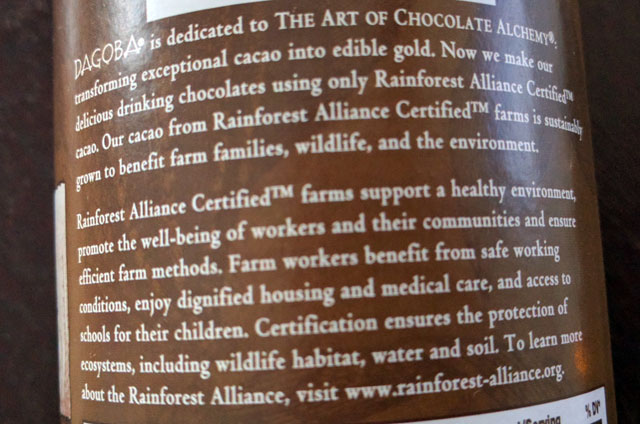 DAGOBA® is dedicated to THE ART OF CHOCOLATE ALCHEMY®:
transforming exceptional cacao into edible gold. Now we make our
delicious drinking chocolates using only Rainforest Alliance Certified™
cacao. Our cacao from Rainforest Alliance Certified™ farms is sustainably
grown to benefit farm families, wildlife, and the environment.
Rainforest Alliance Certified™ farms support a healthy environment,
promote the well-being of workers and their communities and ensure
efficient farm methods. Farm workers benefit from safe working
conditions, enjoy dignified housing and medical care, and access to
schools for their children. Certification ensures the protection of
ecosystems, including wildlife habitat, water and soil. To learn more
about the Rainforest Alliance, visit www.rainforest-alliance.org.
% DV*